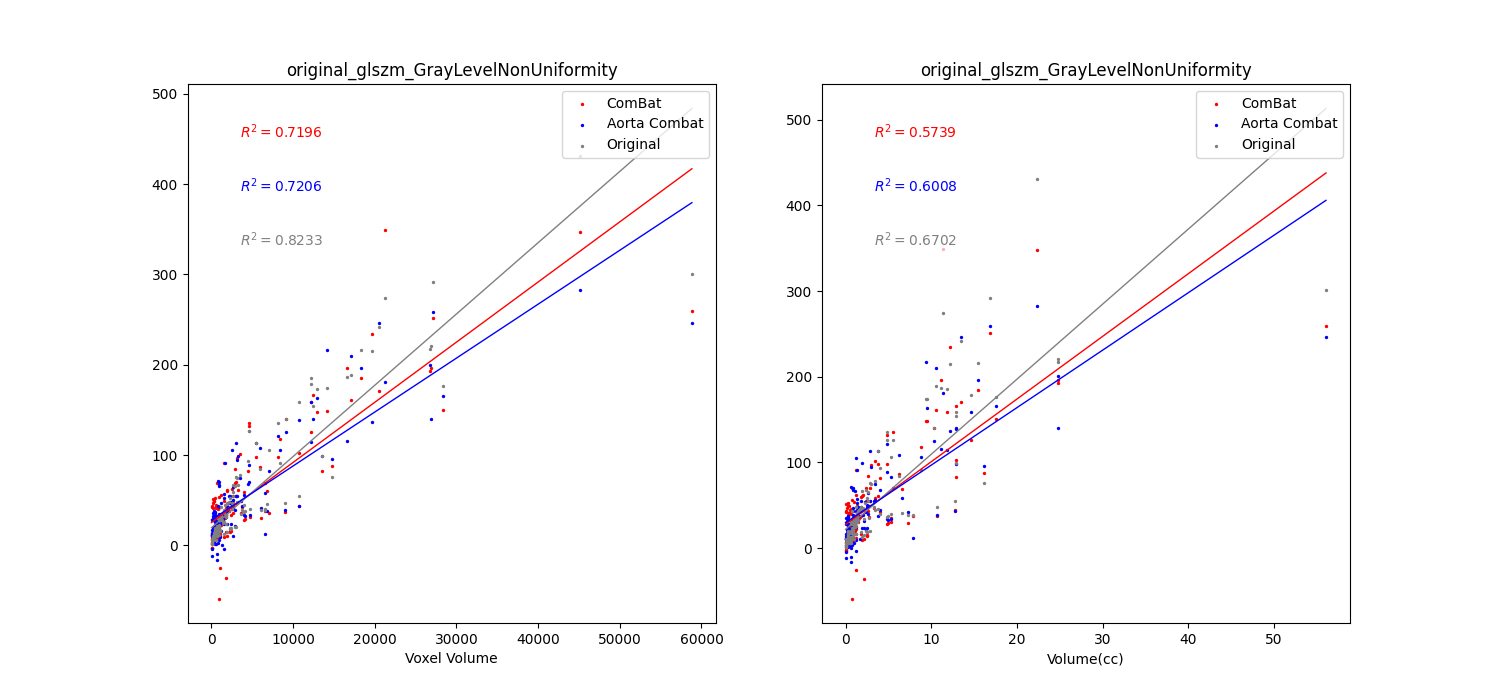 original_glszm_GrayLevelNonUniformity
500
400
300
200
100
0
R² = 0.7196
R² = 0.7206
R² = 0.8233
ComBat
Aorta Combat
Original
0 10000 20000 30000 40000 50000 60000
Voxel Volume
original_glszm_GrayLevelNonUniformity
500
400
300
200
100
0
R² = 0.5739
R² = 0.6008
R² = 0.6702
ComBat
Aorta Combat
Original
0 10 20 30 40 50
Volume(cc)